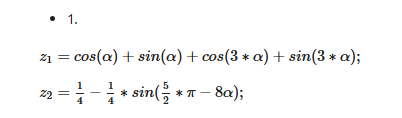 • 1.
z₁ = cos(α) + sin(α) + cos(3 * α) + sin(3 * α);
z₂ = 1/4 − 1/4 * sin(5/2 * π − 8α);